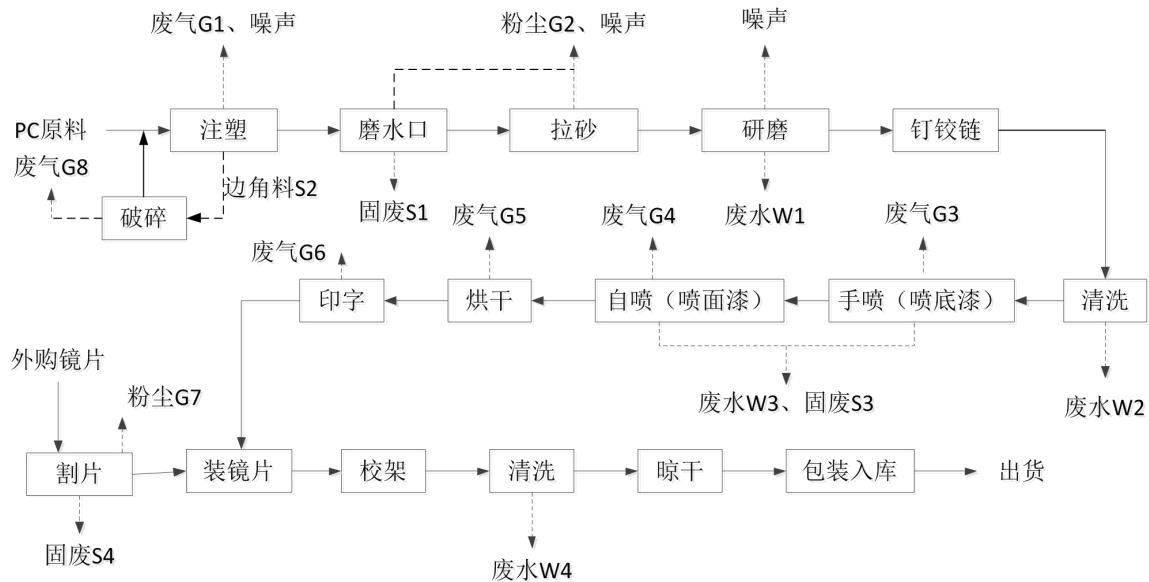 废气G1、噪声
粉尘G2、噪声
噪声
PC原料
注塑
磨水口
拉砂
研磨
钉铰链
废气G8
边角料S2
破碎
固废S1
废气G5
废气G4
废水W1
废气G3
废气G6
印字
烘干
自喷（喷面漆）
手喷（喷底漆）
清洗
外购镜片
粉尘G7
废水W3、固废S3
废水W2
割片
装镜片
校架
清洗
晾干
包装入库
出货
固废S4
废水W4